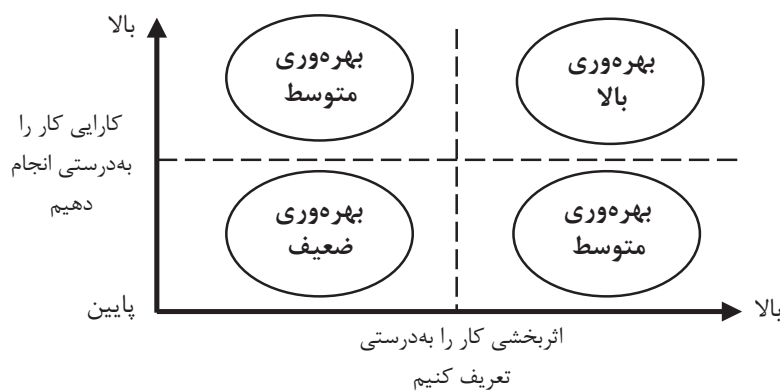 بالا
بهره‌وری
متوسط
بهره‌وری
بالا
کارایی کار را
به‌درستی انجام
دهیم
بهره‌وری
ضعیف
بهره‌وری
متوسط
پایین
بالا
اثربخشی کار را به‌درستی
تعریف کنیم